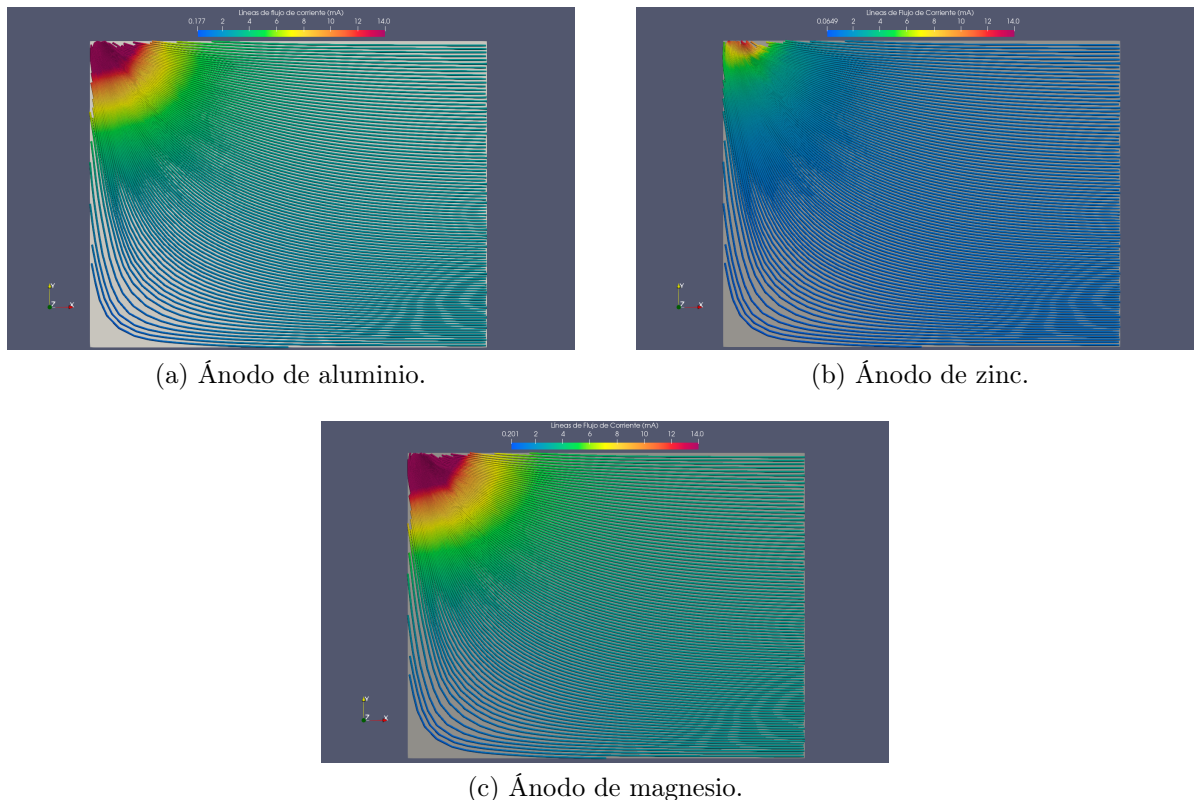 Líneas de flujo de corriente (mA)
0.177 2 4 6 8 10 12 14.0
Y
Z X
(a) Ánodo de aluminio.
Líneas de Flujo de Corriente (mA)
0.0649 2 4 6 8 10 12 14.0
Y
Z X
(b) Ánodo de zinc.
Líneas de Flujo de Corriente (mA)
0.201 2 4 6 8 10 12 14.0
Y
Z X
(c) Ánodo de magnesio.